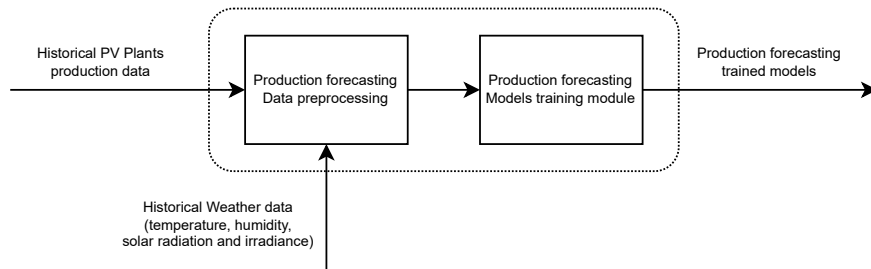 Historical PV Plants
production data
Production forecasting
Data preprocessing
Production forecasting
Models training module
Production forecasting
trained models
Historical Weather data
(temperature, humidity,
solar radiation and irradiance)